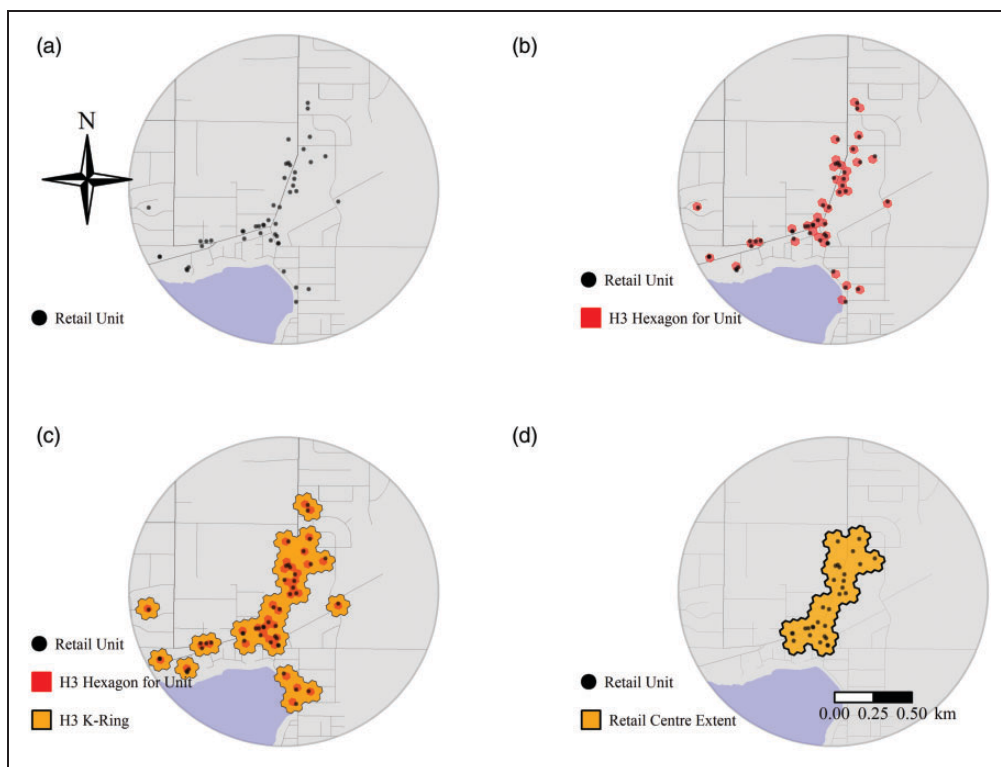 (a)
(b)
N
Retail Unit
Retail Unit
H3 Hexagon for Unit
(c)
(d)
Retail Unit
H3 Hexagon for Unit
H3 K-Ring
Retail Unit
Retail Centre Extent
0.00 0.25 0.50 km